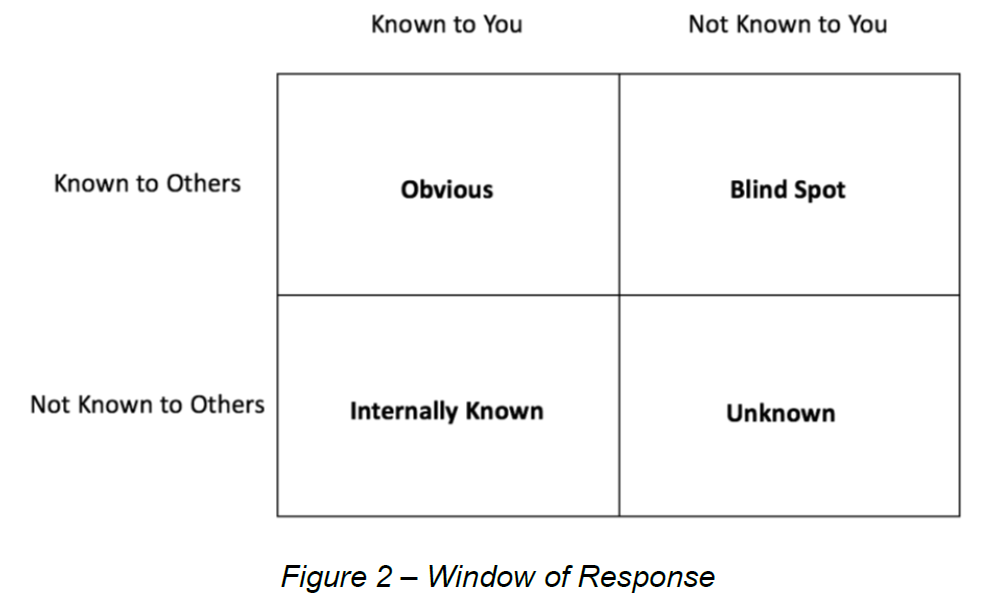 Known to You
Not Known to You
Known to Others
Obvious
Blind Spot
Not Known to Others
Internally Known
Unknown
Figure 2 – Window of Response